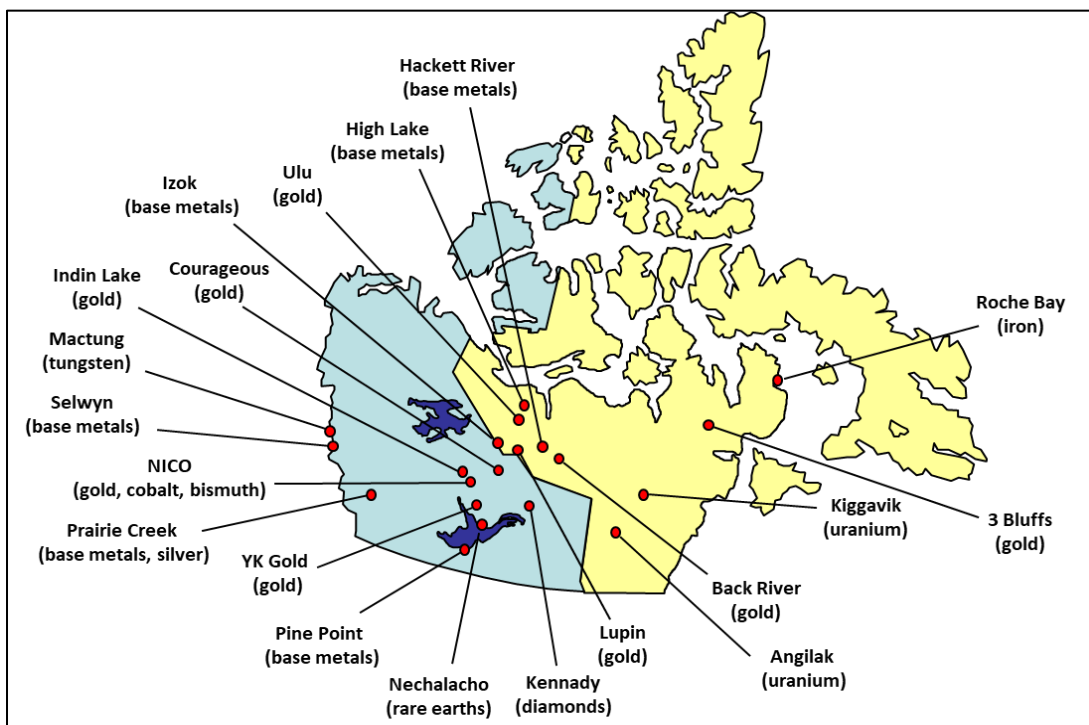 Hackett River
(base metals)
High Lake
(base metals)
Ulu
(gold)
Izok
(base metals)
Courageous
(gold)
Indin Lake
(gold)
Mactung
(tungsten)
Selwyn
(base metals)
NICO
(gold, cobalt, bismuth)
Prairie Creek
(base metals, silver)
YK Gold
(gold)
Pine Point
(base metals)
Nechalacho
(rare earths)
Kennady
(diamonds)
Lupin
(gold)
Angilak
(uranium)
Back River
(gold)
Kiggavik
(uranium)
3 Bluffs
(gold)
Roche Bay
(iron)